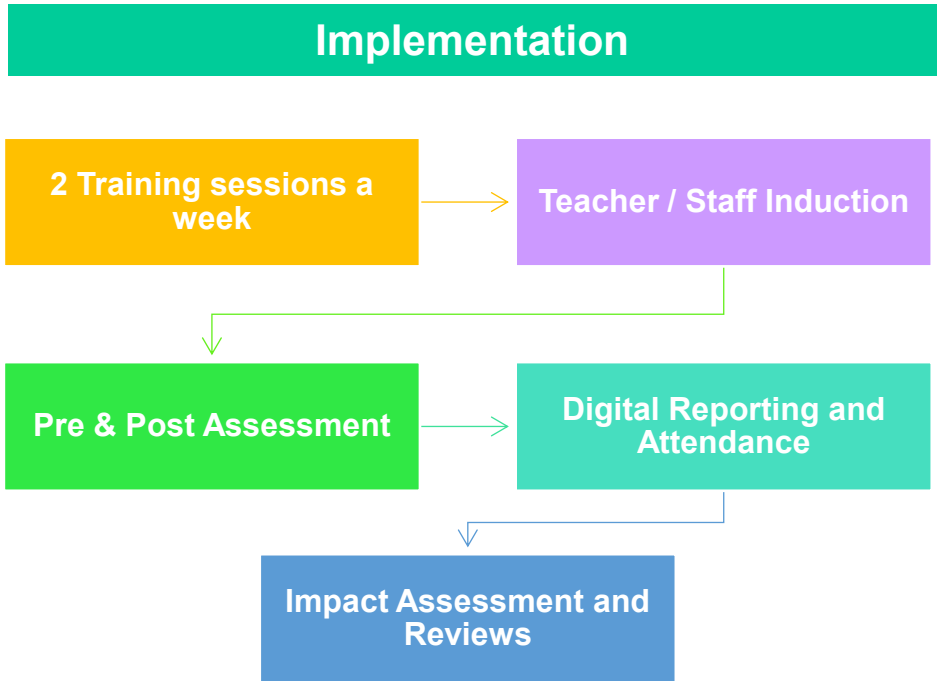 Implementation
2 Training sessions a
week
Teacher / Staff Induction
Pre & Post Assessment
Digital Reporting and
Attendance
Impact Assessment and
Reviews